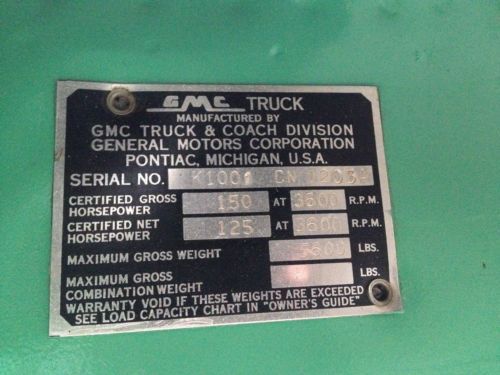 GMC TRUCK
MANUFACTURED BY
GMC TRUCK & COACH DIVISION
GENERAL MOTORS CORPORATION
PONTIAC, MICHIGAN, U.S.A.
SERIAL NO.
CERTIFIED GROSS HORSEPOWER 150 AT 3600 R.P.M.
CERTIFIED NET HORSEPOWER 125 AT 3600 R.P.M.
MAXIMUM GROSS WEIGHT 5600 LBS.
MAXIMUM GROSS COMBINATION WEIGHT LBS.
WARRANTY VOID IF THESE WEIGHTS ARE EXCEEDED
SEE LOAD CAPACITY CHART IN "OWNER'S GUIDE"